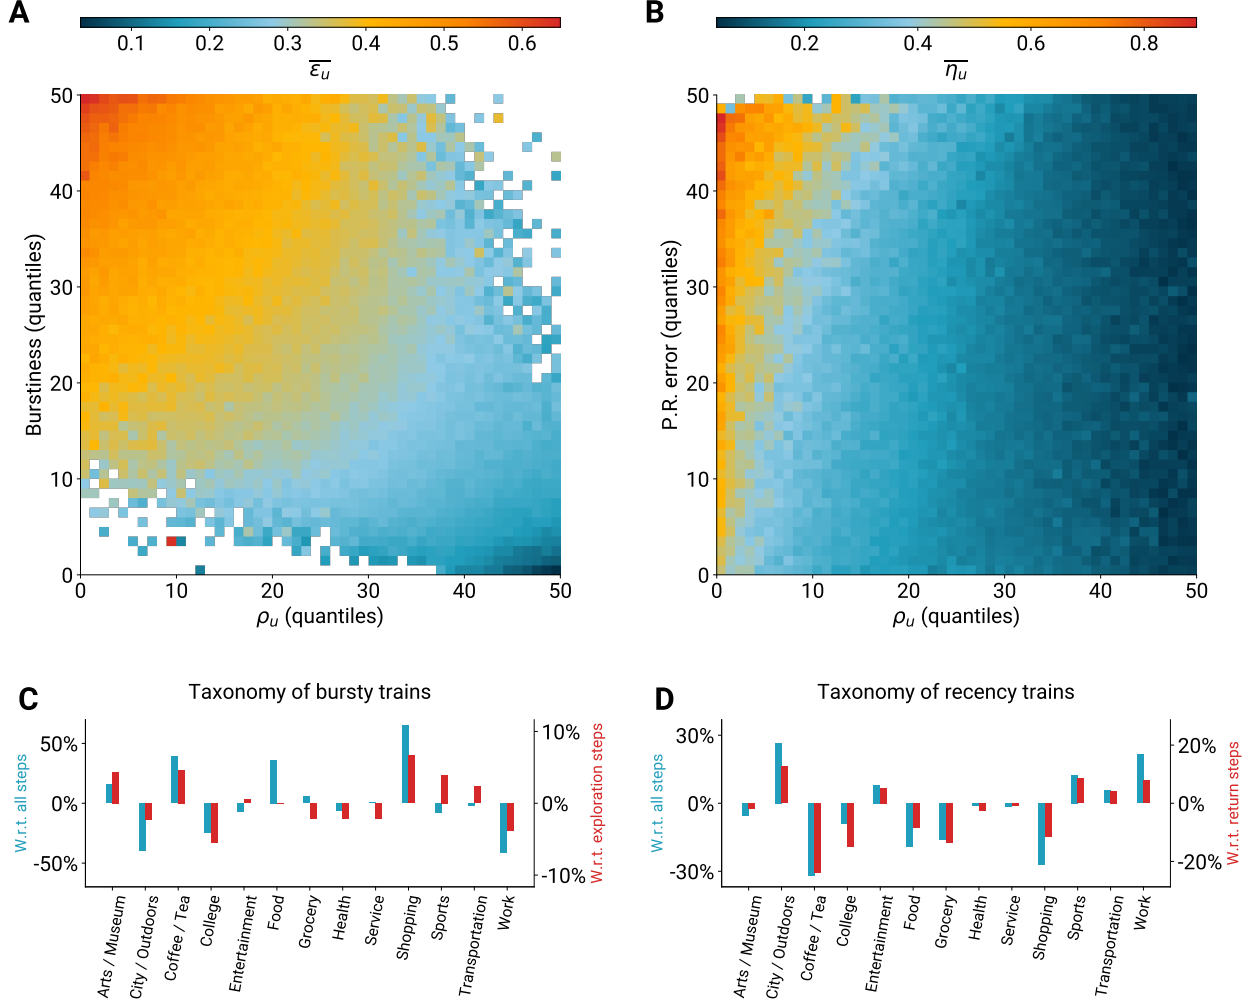 A
B
0.1 0.2 0.3 0.4 0.5 0.6
0.2 0.4 0.6 0.8
εu
ηu
50
40
30
20
10
0
Burstiness (quantiles)
0 10 20 30 40 50
ρu (quantiles)
50
40
30
20
10
0
P.R. error (quantiles)
0 10 20 30 40 50
ρu (quantiles)
C
Taxonomy of bursty trains
W.r.t. all steps
50%
0%
-50%
10%
0%
-10%
W.r.t. exploration steps
Arts / Museum
City / Outdoors
Coffee / Tea
College
Entertainment
Food
Grocery
Health
Service
Shopping
Sports
Transportation
Work
D
Taxonomy of recency trains
W.r.t. all steps
30%
0%
-30%
20%
0%
-20%
W.r.t. return steps
Arts / Museum
City / Outdoors
Coffee / Tea
College
Entertainment
Food
Grocery
Health
Service
Shopping
Sports
Transportation
Work